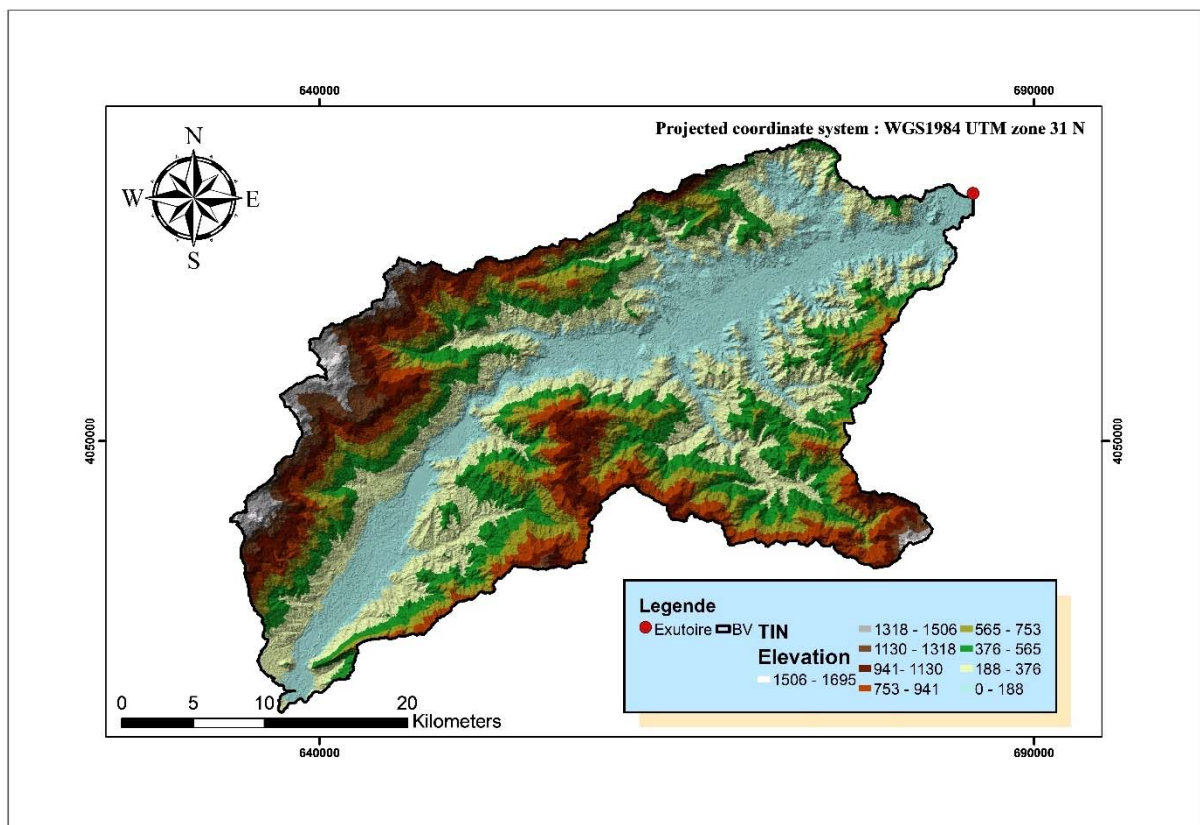 640000
690000
Projected coordinate system : WGS1984 UTM zone 31 N
N
W
E
S
4050000
4050000
Legende
Exutoire
BV
TIN
Elevation
1506 - 1695
1318 - 1506
1130 - 1318
941- 1130
753 - 941
565 - 753
376 - 565
188 - 376
0 - 188
0
5
10
20
Kilometers
640000
690000